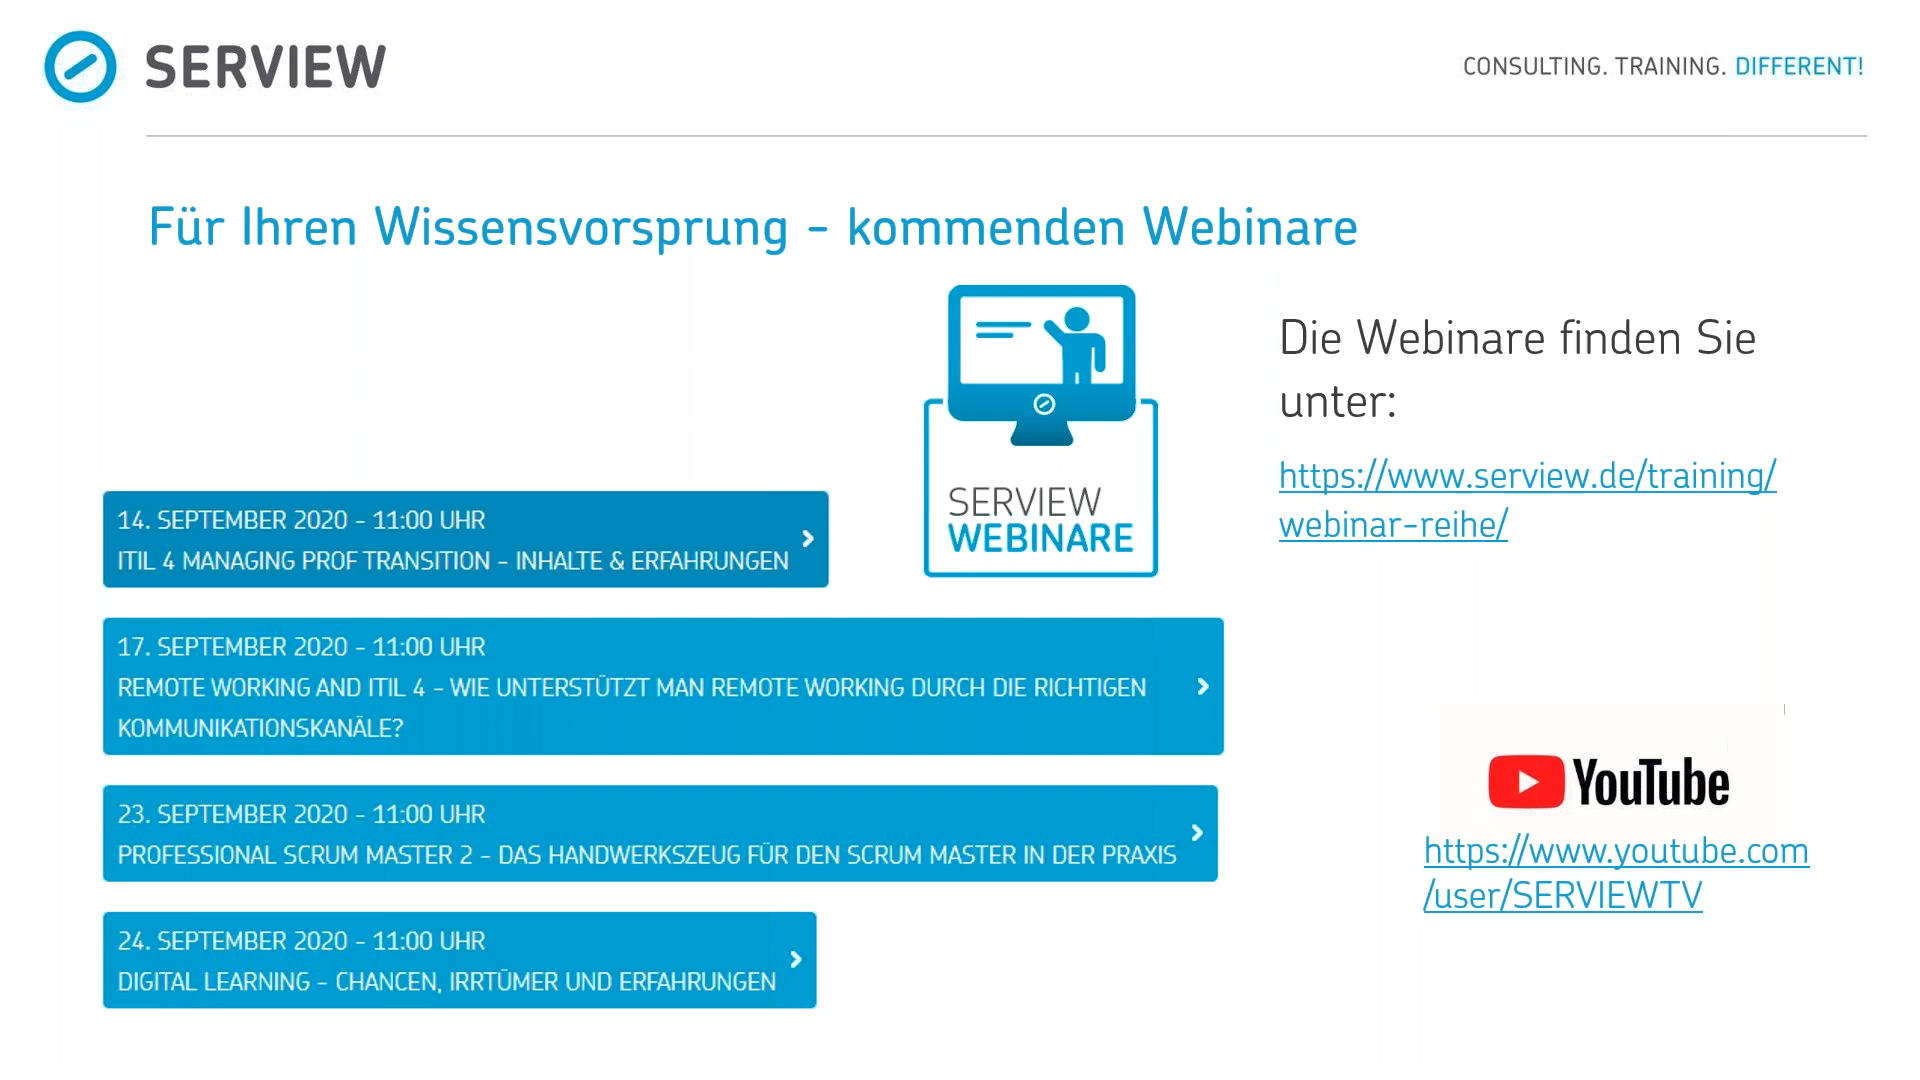 SERVIEW
CONSULTING. TRAINING. DIFFERENT!
Für Ihren Wissensvorsprung - kommenden Webinare
SERVIEW
WEBINARE
Die Webinare finden Sie
unter:
https://www.serview.de/training/
webinar-reihe/
14. SEPTEMBER 2020 - 11:00 UHR
ITIL 4 MANAGING PROF TRANSITION - INHALTE & ERFAHRUNGEN
17. SEPTEMBER 2020 - 11:00 UHR
REMOTE WORKING AND ITIL 4 - WIE UNTERSTÜTZT MAN REMOTE WORKING DURCH DIE RICHTIGEN
KOMMUNIKATIONSKANÄLE?
23. SEPTEMBER 2020 - 11:00 UHR
PROFESSIONAL SCRUM MASTER 2 - DAS HANDWERKSZEUG FÜR DEN SCRUM MASTER IN DER PRAXIS
24. SEPTEMBER 2020 - 11:00 UHR
DIGITAL LEARNING - CHANCEN, IRRTÜMER UND ERFAHRUNGEN
YouTube
https://www.youtube.com
/user/SERVIEWTV